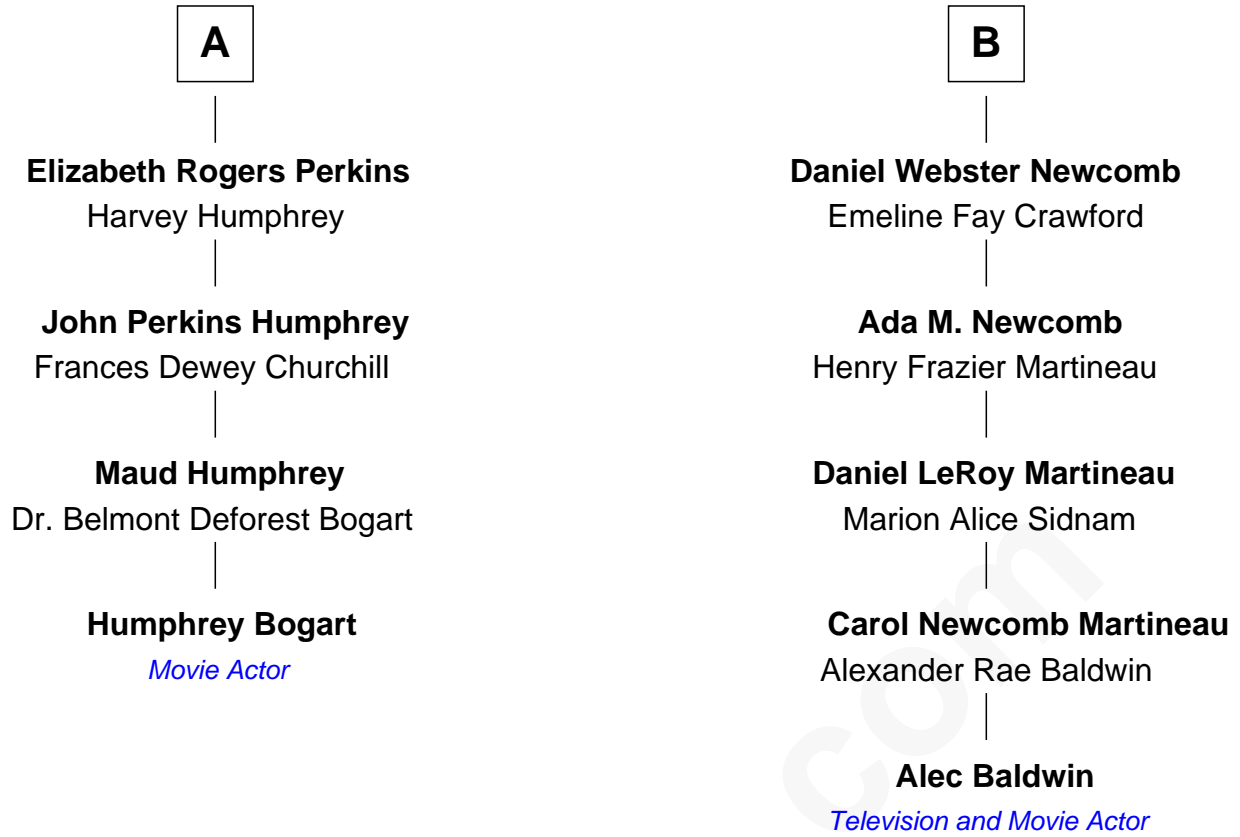 A
Elizabeth Rogers Perkins
Harvey Humphrey
John Perkins Humphrey
Frances Dewey Churchill
Maud Humphrey
Dr. Belmont Deforest Bogart
Humphrey Bogart
Movie Actor
B
Daniel Webster Newcomb
Emeline Fay Crawford
Ada M. Newcomb
Henry Frazier Martineau
Daniel LeRoy Martineau
Marion Alice Sidnam
Carol Newcomb Martineau
Alexander Rae Baldwin
Alec Baldwin
Television and Movie Actor
com